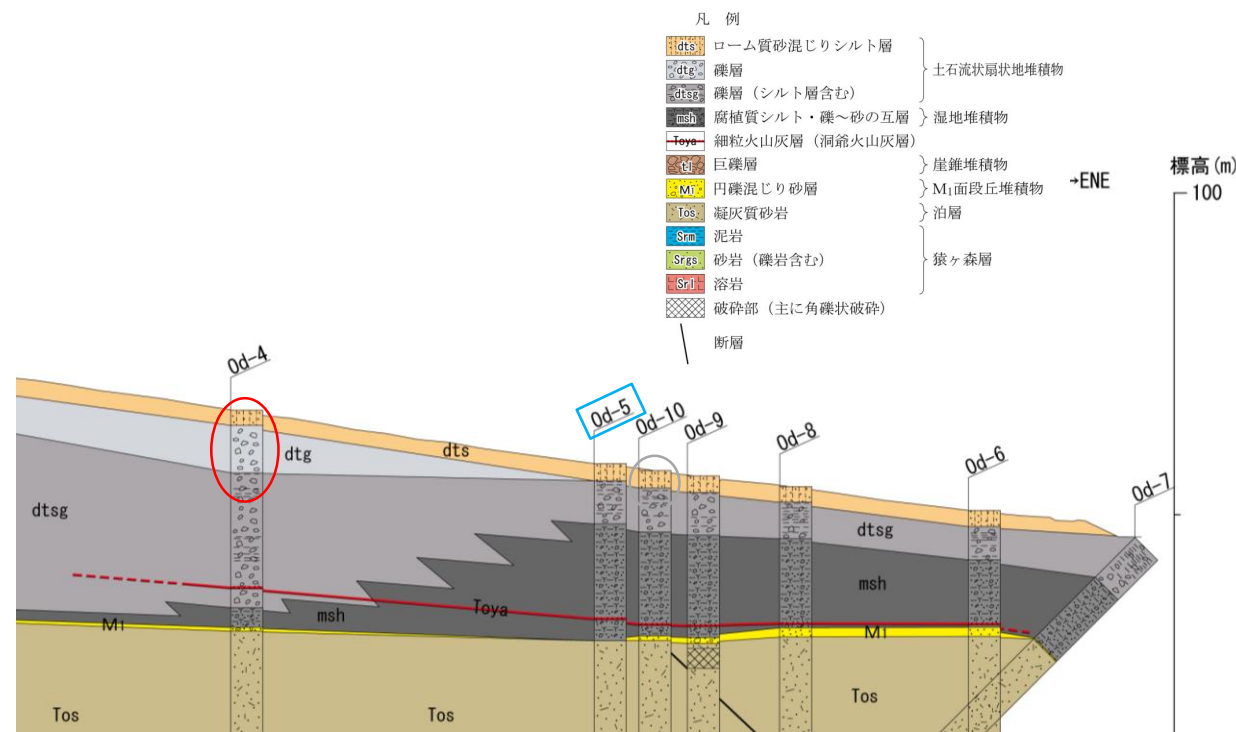 凡 例
dts ローム質砂混じりシルト層
dtg 礫層 土石流状扇状地堆積物
dtsg 礫層（シルト層含む）
msh 腐植質シルト・礫～砂の互層 湿地堆積物
Toya 細粒火山灰層（洞爺火山灰層）
tl 巨礫層 崖錐堆積物
M1 円礫混じり砂層 M1面段丘堆積物
Tos 凝灰質砂岩 泊層
Srm 泥岩
Srgs 砂岩（礫岩含む） 猿ヶ森層
Srl 溶岩
破砕部（主に角礫状破砕）
断層
→ENE
標高(m)
100
Od-4
Od-5
Od-10
Od-9
Od-8
Od-6
Od-7
dtg
dts
dtsg
dtsg
msh
Toya
msh
M1
M1
Tos
Tos
Tos